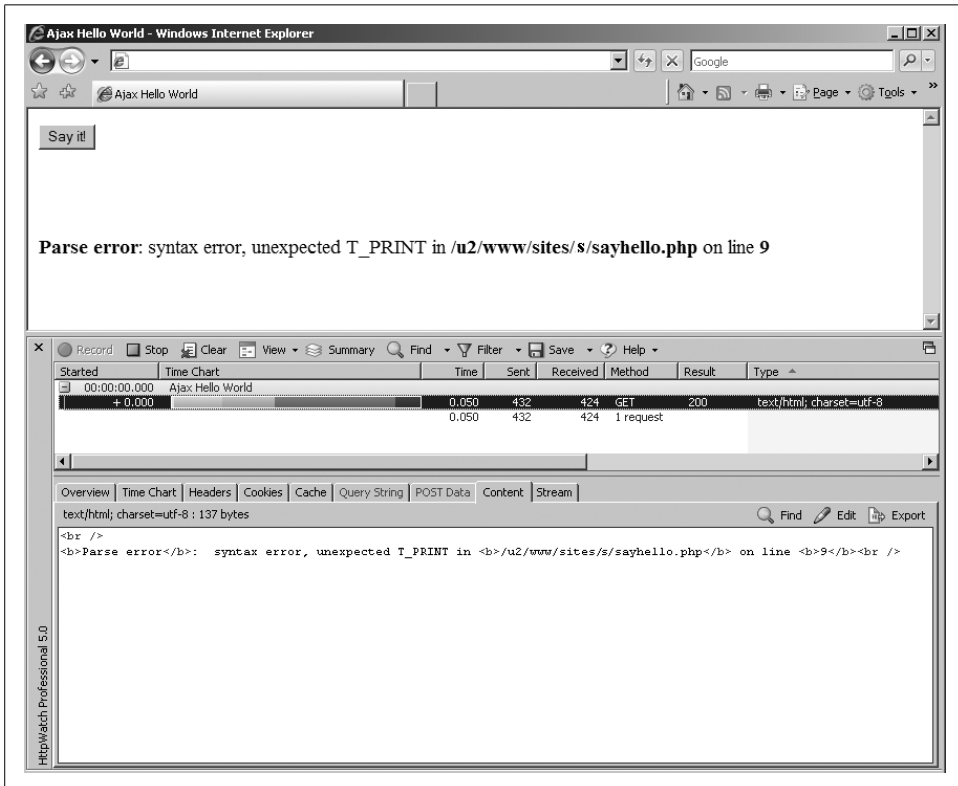 Ajax Hello World - Windows Internet Explorer
Google
Ajax Hello World
Page
Tools
»
Say it!
Parse error: syntax error, unexpected T_PRINT in /u2/www/sites/s/sayhello.php on line 9
Record Stop Clear View Summary Find Filter Save Help
Started Time Chart Time Sent Received Method Result Type
00:00:00.000 Ajax Hello World
+ 0.000 0.050 432 424 GET 200 text/html; charset=utf-8
0.050 432 424 1 request
Overview Time Chart Headers Cookies Cache Query String POST Data Content Stream
text/html; charset=utf-8 : 137 bytes
Find Edit Export
<br />
<b>Parse error</b>:  syntax error, unexpected T_PRINT in <b>/u2/www/sites/s/sayhello.php</b> on line <b>9</b><br />
HttpWatch Professional 5.0